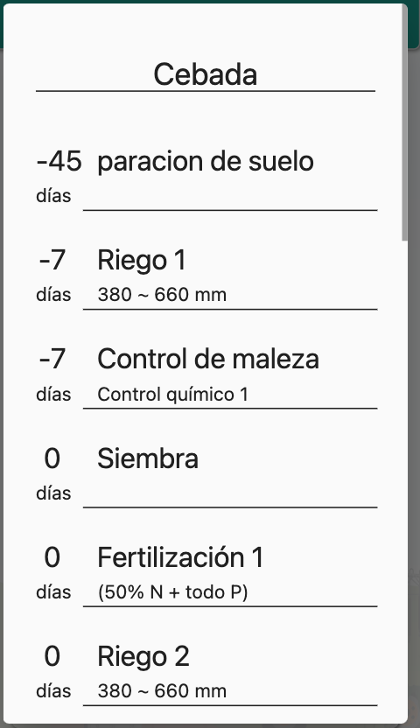 Cebada
-45 paracion de suelo
días
-7 Riego 1
días 380 ~ 660 mm
-7 Control de maleza
días Control químico 1
0 Siembra
días
0 Fertilización 1
días (50% N + todo P)
0 Riego 2
días 380 ~ 660 mm